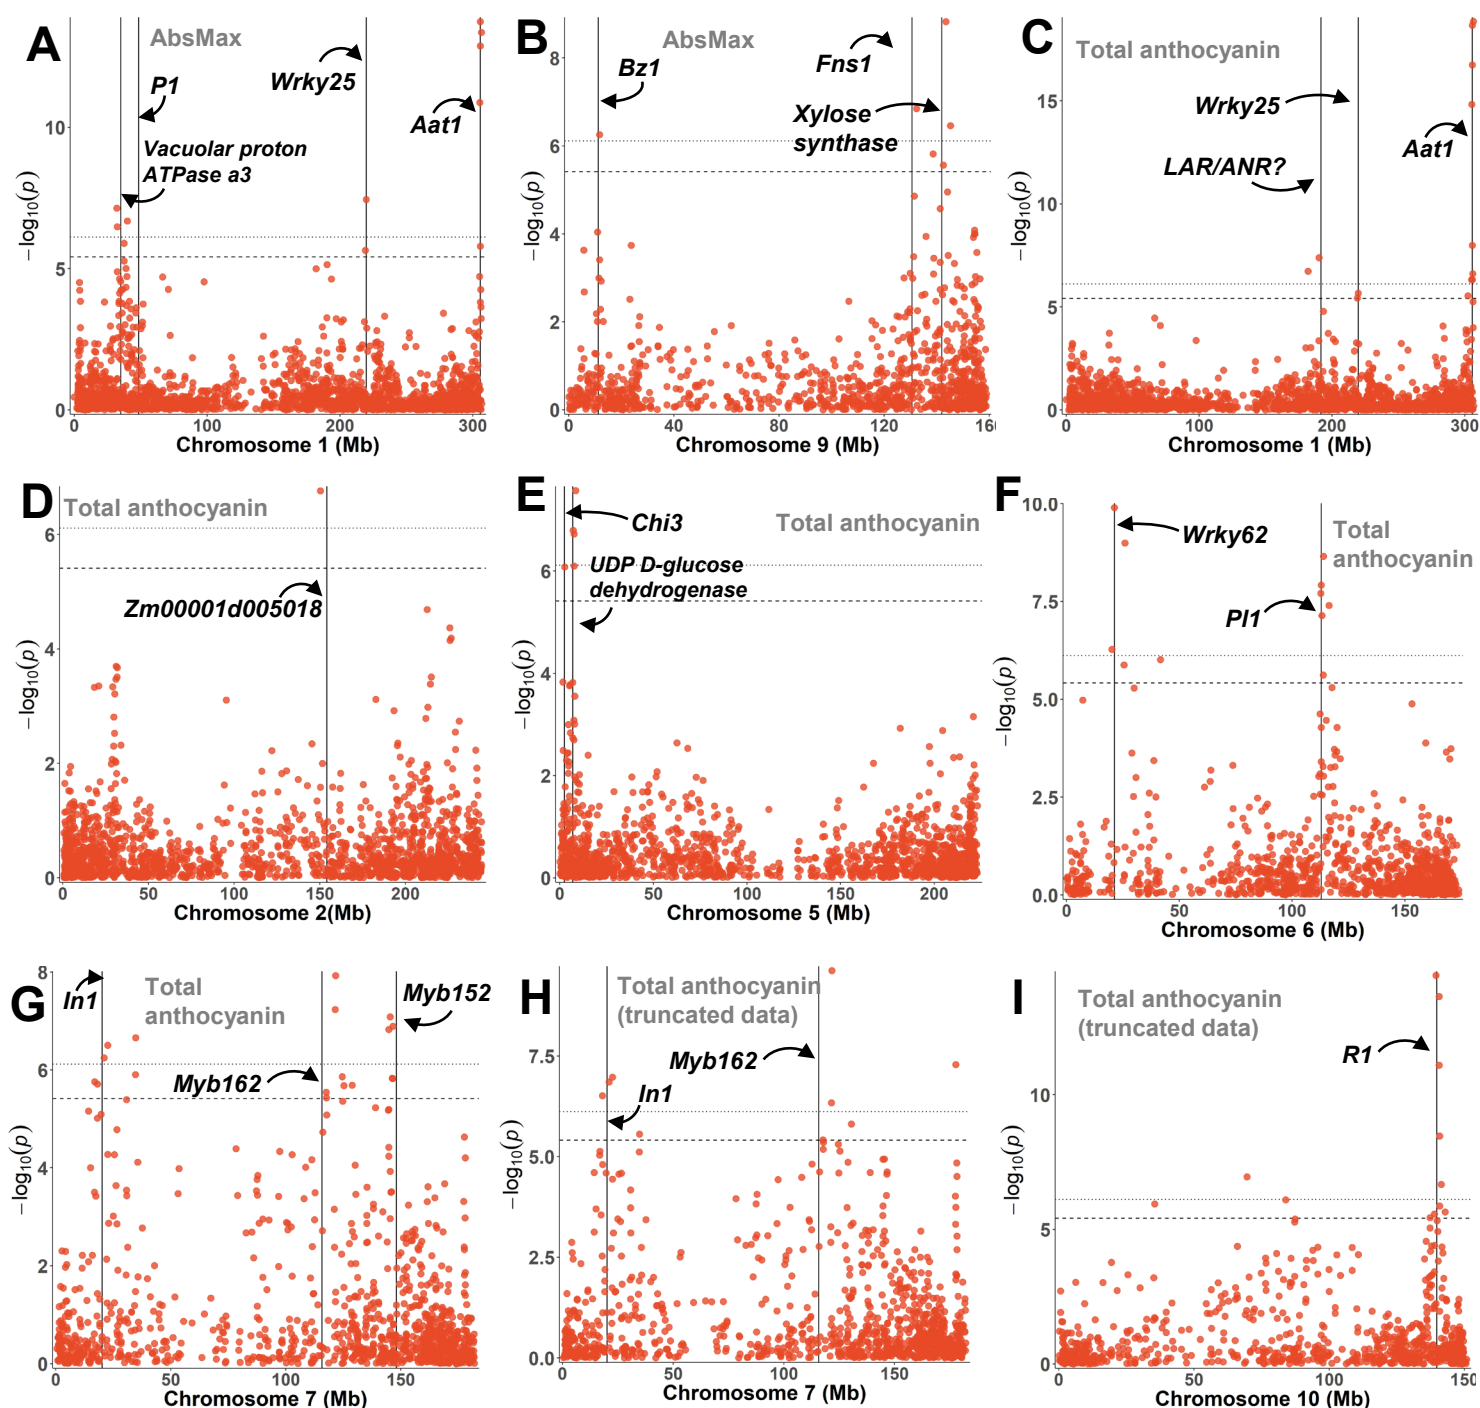 A
AbsMax
P1
Vacuolar proton
ATPase a3
Wrky25
Aat1
−log10(p)
10
5
0
0 100 200 300
Chromosome 1 (Mb)
B
AbsMax
Bz1
Fns1
Xylose
synthase
−log10(p)
8
6
4
2
0
0 40 80 120 16
Chromosome 9 (Mb)
C
Total anthocyanin
Wrky25
LAR/ANR?
Aat1
−log10(p)
15
10
5
0
0 100 200 300
Chromosome 1 (Mb)
D
Total anthocyanin
Zm00001d005018
−log10(p)
6
4
2
0
0 50 100 150 200
Chromosome 2(Mb)
E
Chi3
Total anthocyanin
UDP D-glucose
dehydrogenase
−log10(p)
6
4
2
0
0 50 100 150 200
Chromosome 5 (Mb)
F
Wrky62
Total
anthocyanin
Pl1
−log10(p)
10.0
7.5
5.0
2.5
0.0
0 50 100 150
Chromosome 6 (Mb)
G
In1
Total
anthocyanin
Myb152
Myb162
−log10(p)
8
6
4
2
0
0 50 100 150
Chromosome 7 (Mb)
H
Total anthocyanin
(truncated data)
Myb162
In1
−log10(p)
7.5
5.0
2.5
0.0
0 50 100 150
Chromosome 7 (Mb)
I
Total anthocyanin
(truncated data)
R1
−log10(p)
10
5
0
0 50 100 150
Chromosome 10 (Mb)